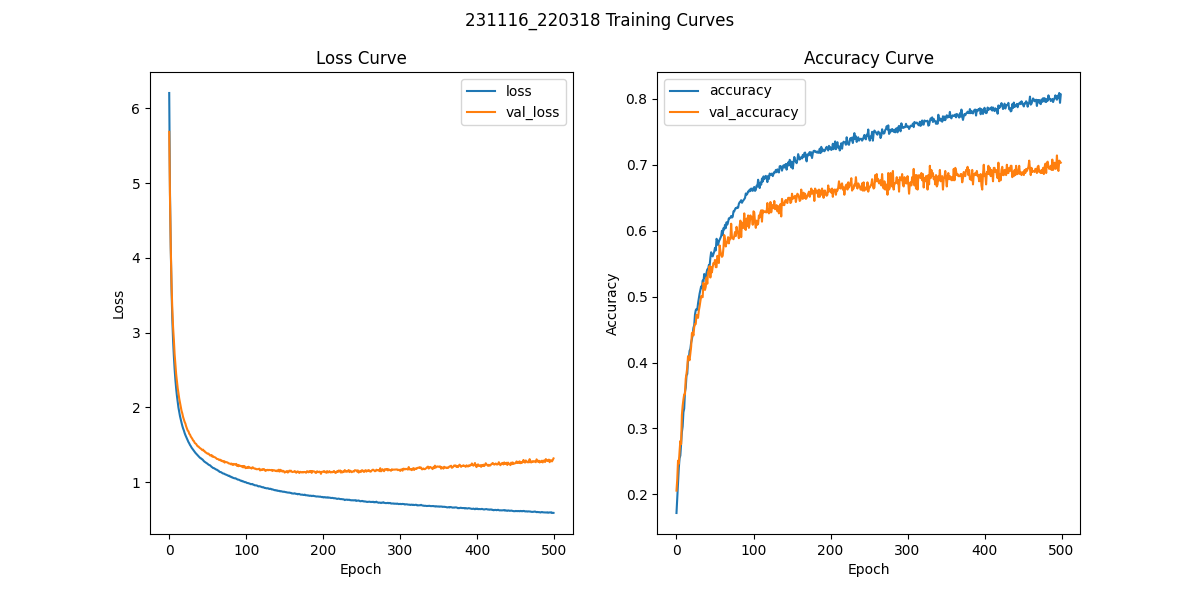 231116_220318 Training Curves
Loss Curve
loss
val_loss
6
5
4
3
2
1
Loss
0
100
200
300
400
500
Epoch
Accuracy Curve
accuracy
val_accuracy
0.8
0.7
0.6
0.5
0.4
0.3
0.2
Accuracy
0
100
200
300
400
500
Epoch